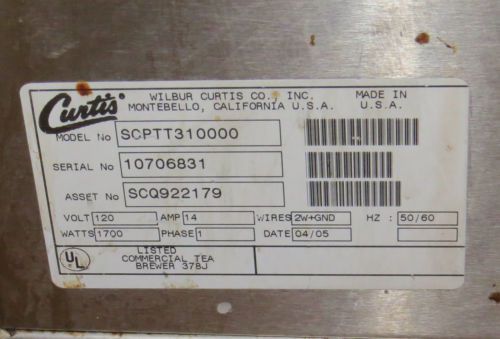 Curtis®
WILBUR CURTIS CO., INC.
MONTEBELLO, CALIFORNIA U.S.A.
MADE IN
U.S.A.
MODEL No SCPTT310000
SERIAL No 10706831
ASSET No SCQ922179
VOLT 120 AMP 14 WIRES 2W+GND HZ : 50/60
WATTS 1700 PHASE 1 DATE 04/05
UL
LISTED
COMMERCIAL TEA
BREWER 378J